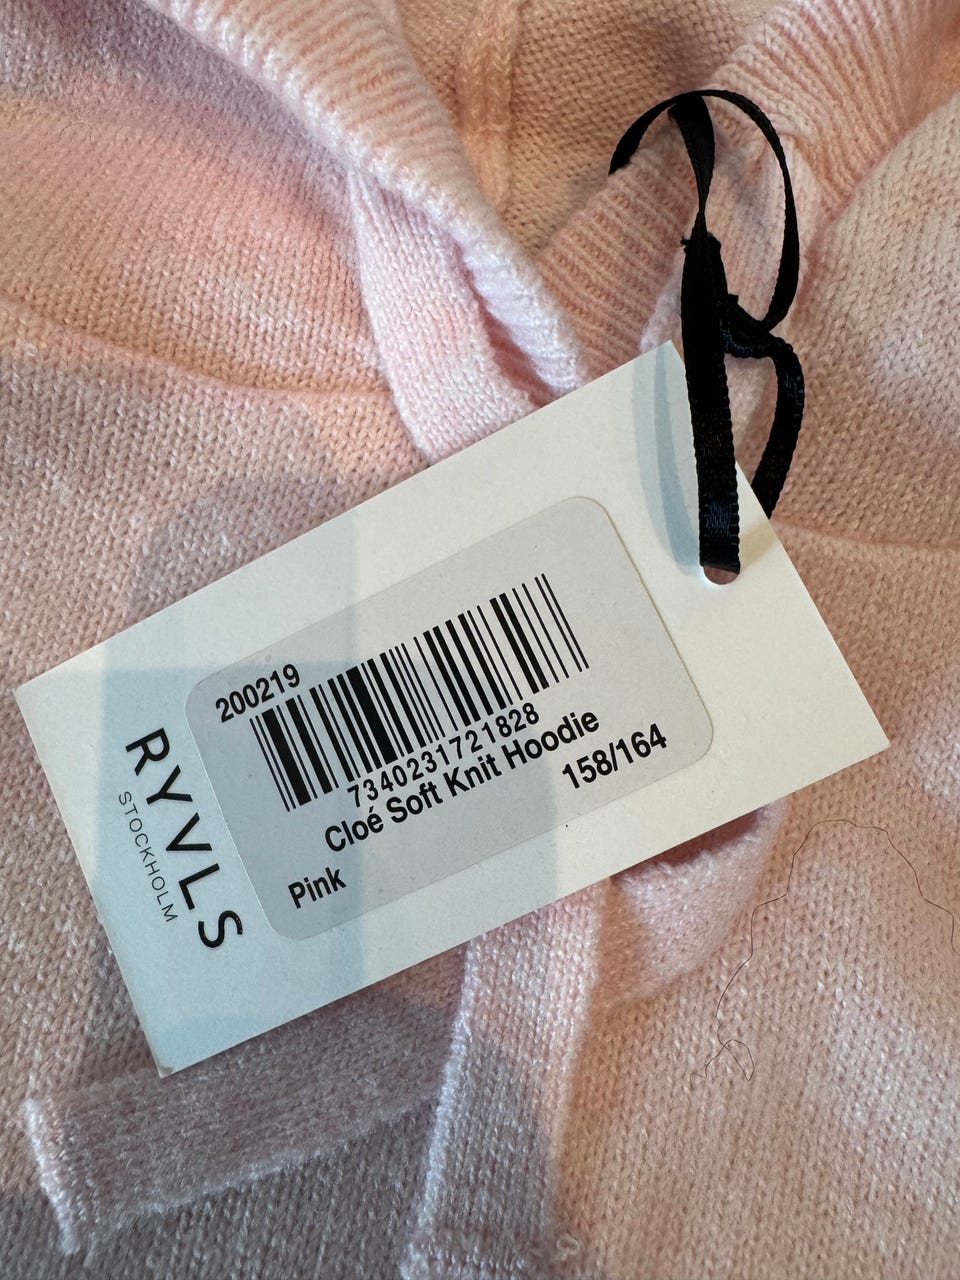 RYVLS
STOCKHOLM
200219
7340231721828
Cloé Soft Knit Hoodie
158/164
Pink